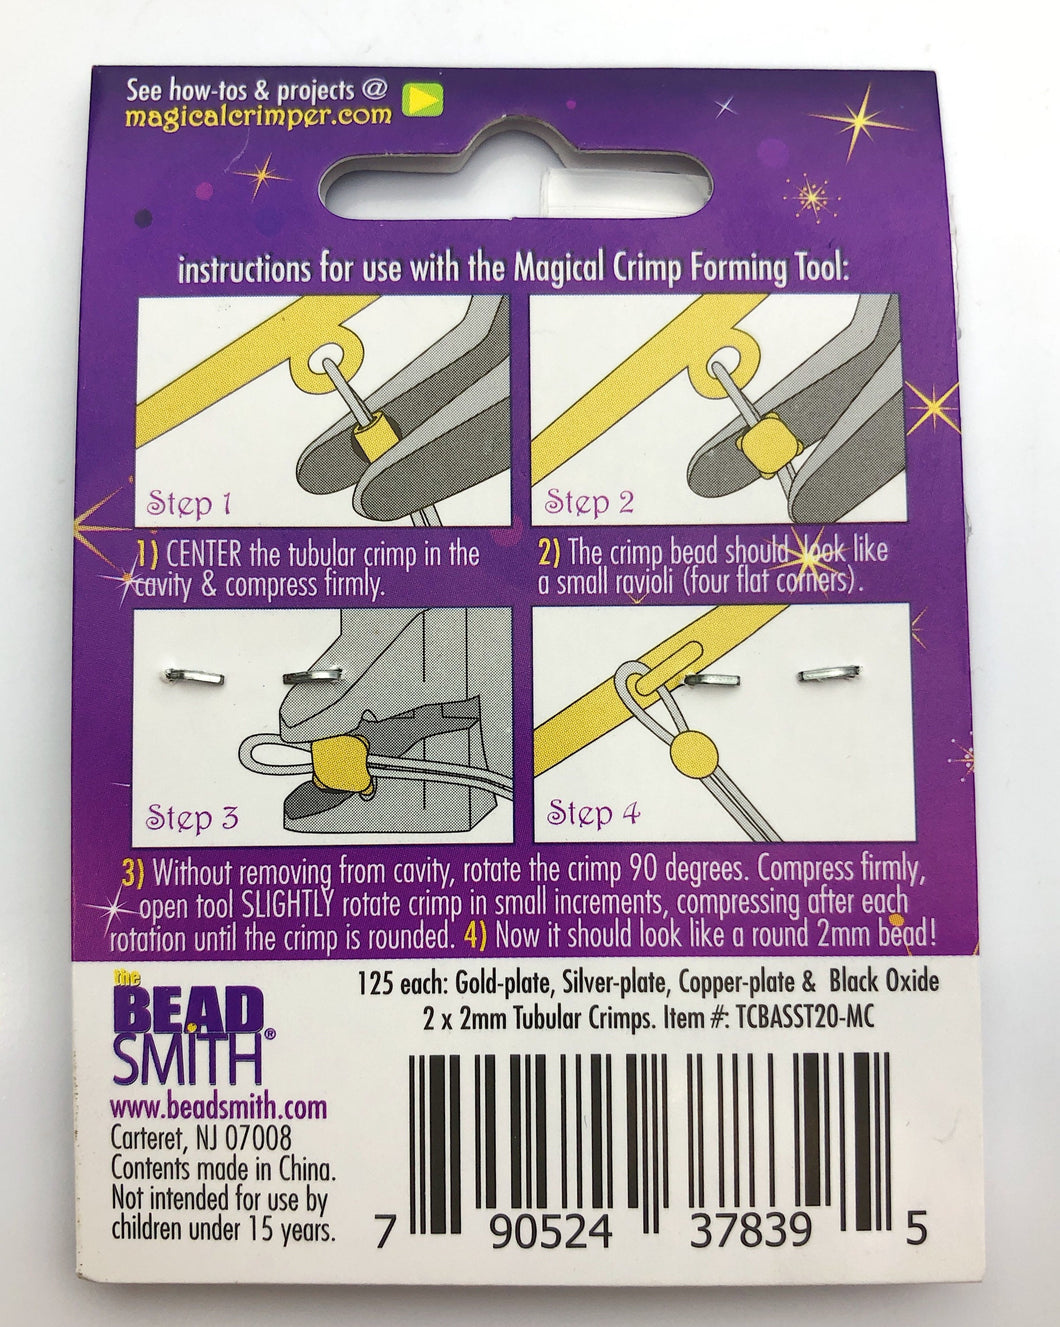 See how-tos & projects @
magicalcrimper.com
instructions for use with the Magical Crimp Forming Tool:
Step 1
Step 2
1) CENTER the tubular crimp in the
cavity & compress firmly.
2) The crimp bead should look like
a small ravioli (four flat corners).
Step 3
Step 4
3) Without removing from cavity, rotate the crimp 90 degrees. Compress firmly,
open tool SLIGHTLY rotate crimp in small increments, compressing after each
rotation until the crimp is rounded. 4) Now it should look like a round 2mm bead!
the
BEAD
SMITH®
www.beadsmith.com
Carteret, NJ 07008
Contents made in China.
Not intended for use by
children under 15 years.
125 each: Gold-plate, Silver-plate, Copper-plate & Black Oxide
2 x 2mm Tubular Crimps. Item #: TCBASST20-MC
7 90524 37839 5